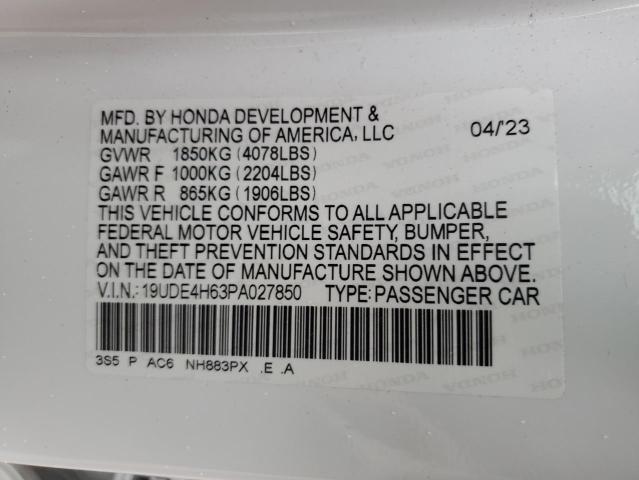 MFD. BY HONDA DEVELOPMENT &
MANUFACTURING OF AMERICA, LLC 04/'23
GVWR 1850KG (4078LBS)
GAWR F 1000KG (2204LBS)
GAWR R 865KG (1906LBS)
THIS VEHICLE CONFORMS TO ALL APPLICABLE
FEDERAL MOTOR VEHICLE SAFETY, BUMPER,
AND THEFT PREVENTION STANDARDS IN EFFECT
ON THE DATE OF MANUFACTURE SHOWN ABOVE.
V.I.N.: 19UDE4H63PA027850 TYPE: PASSENGER CAR
3S5 P AC6 NH883PX .E .A